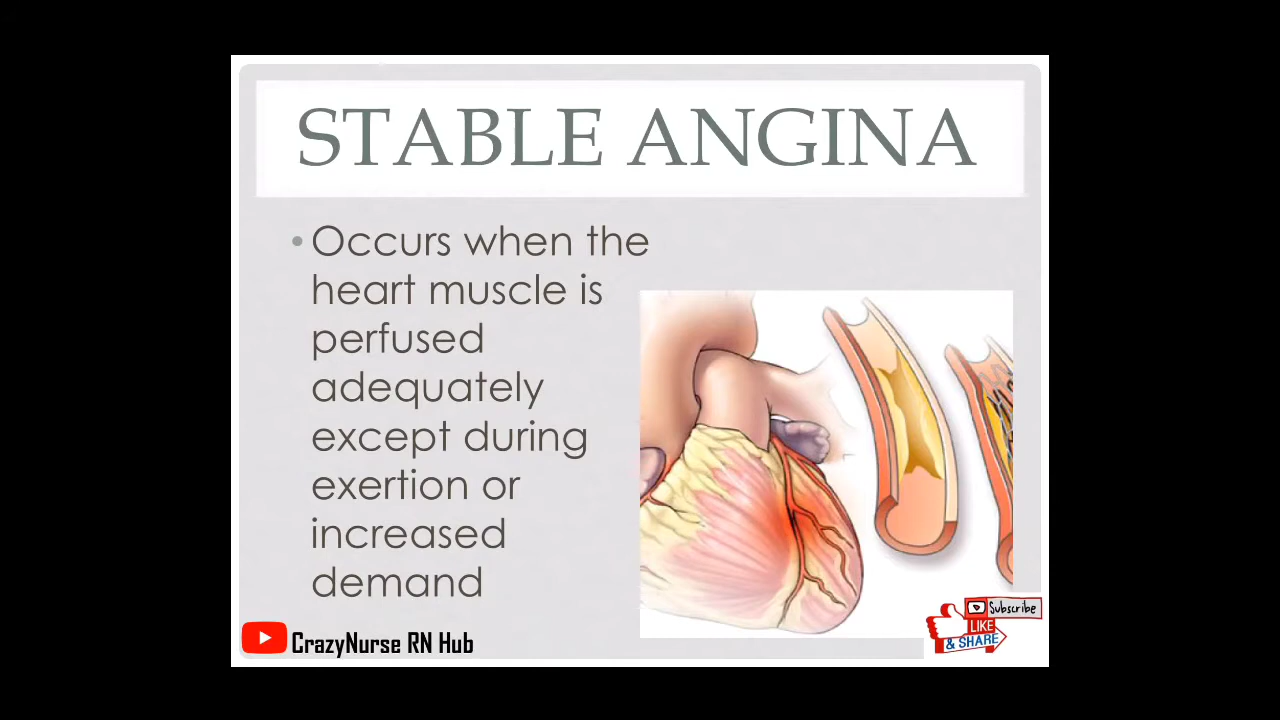 STABLE ANGINA
• Occurs when the
heart muscle is
perfused
adequately
except during
exertion or
increased
demand
CrazyNurse RN Hub
Subscribe
LIKE
& SHARE